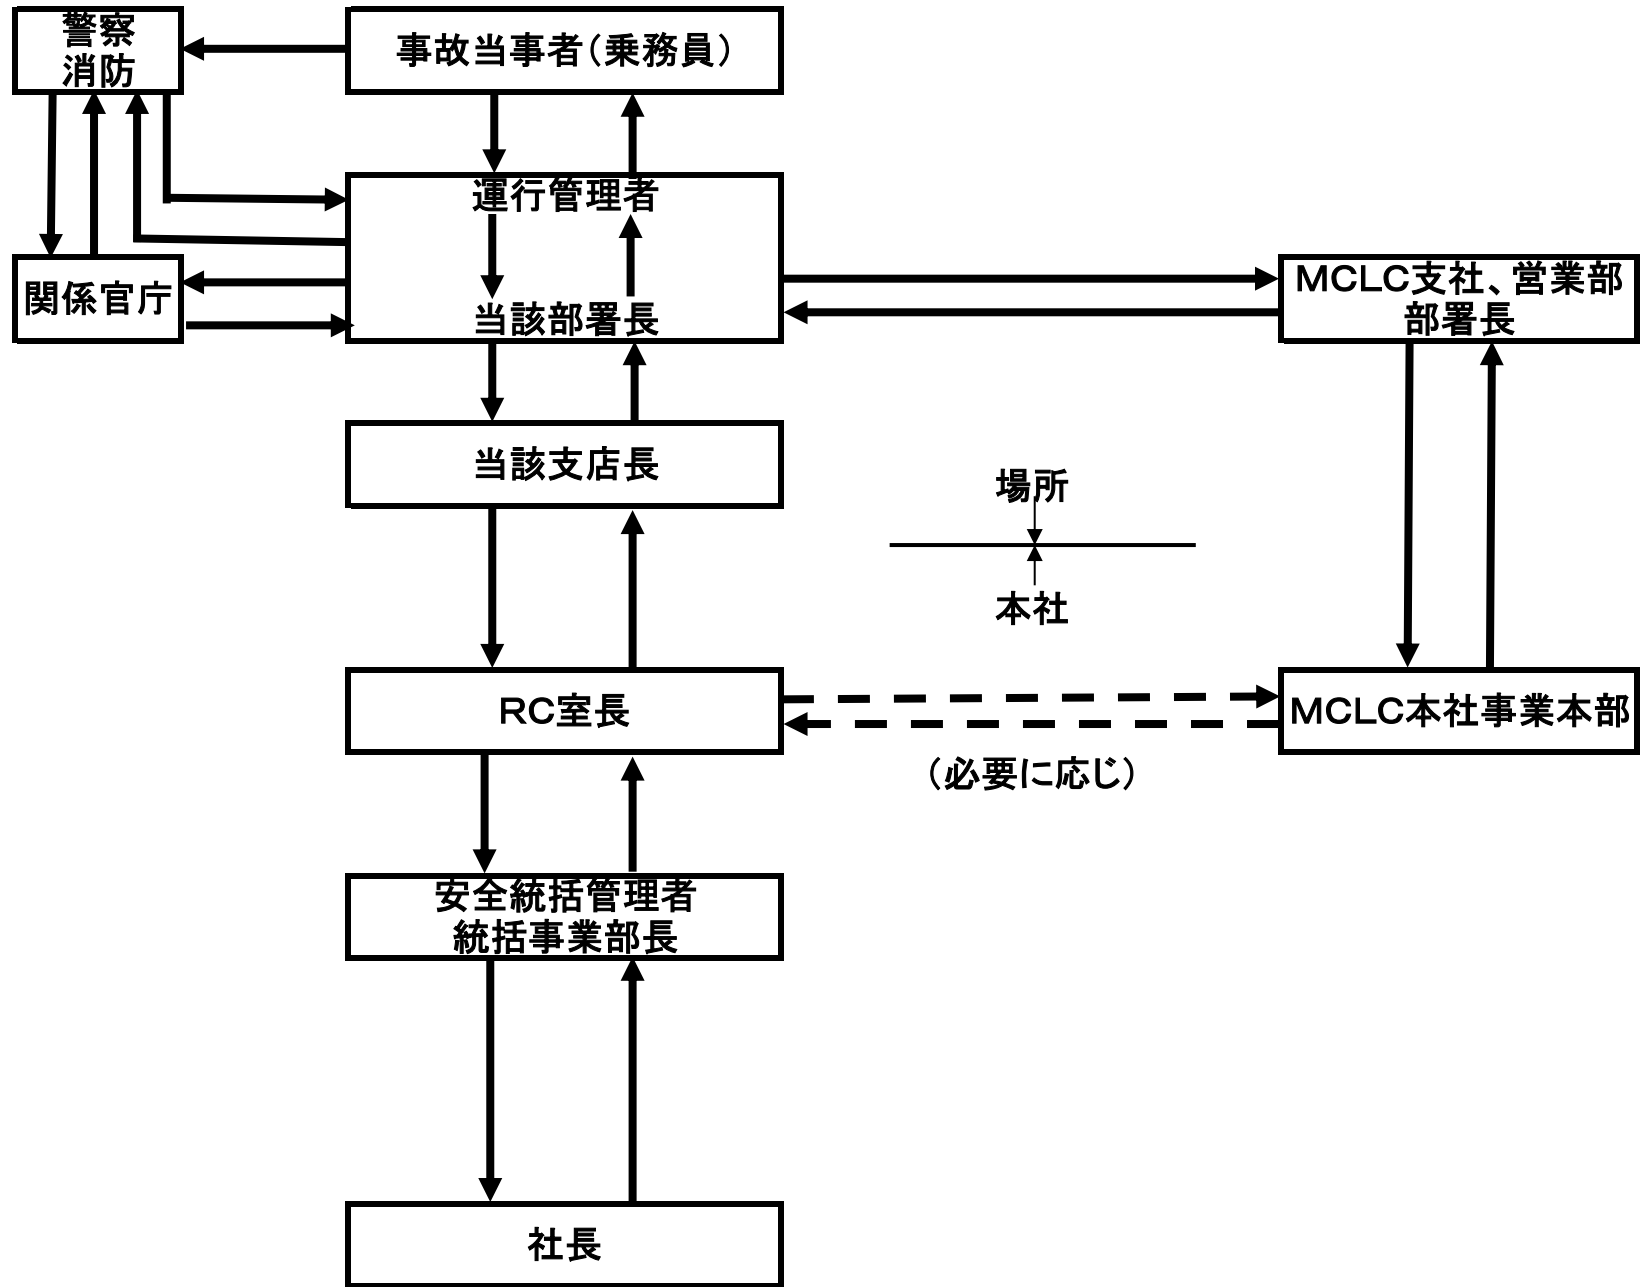 警察
消防
事故当事者（乗務員）
運行管理者
当該部署長
関係官庁
ＭＣＬＣ支社、営業部
部署長
当該支店長
場所
本社
ＲＣ室長
ＭＣＬＣ本社事業本部
（必要に応じ）
安全統括管理者
統括事業部長
社長